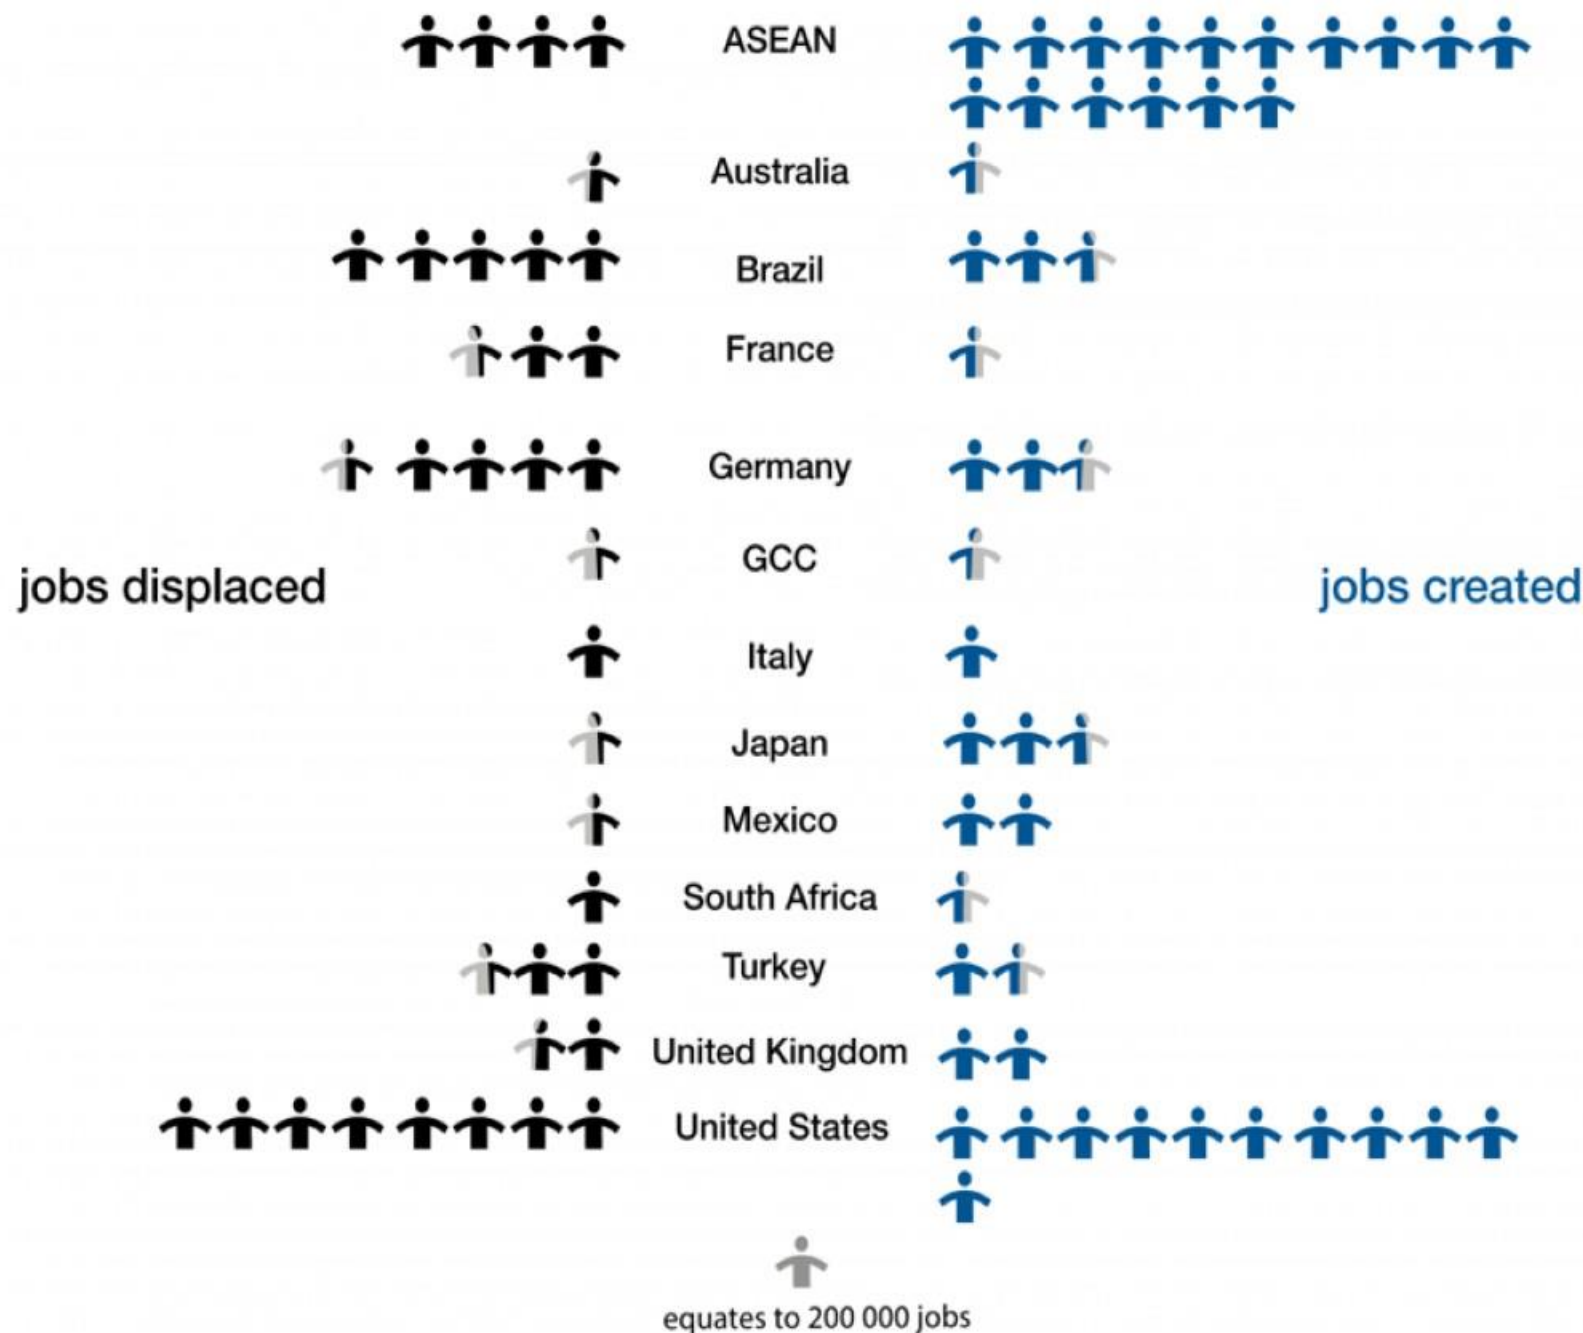 ASEAN
Australia
Brazil
France
Germany
GCC
jobs displaced
jobs created
Italy
Japan
Mexico
South Africa
Turkey
United Kingdom
United States
equates to 200 000 jobs